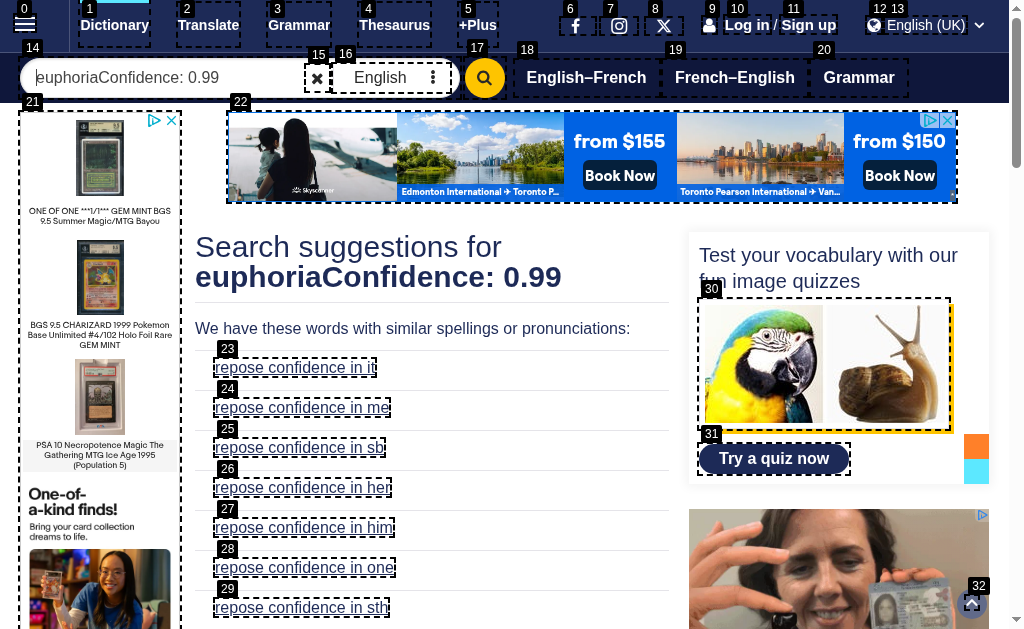 0
1
2
3
4
5
6
7
8
9
10
11
12
13
Dictionary
Translate
Grammar
Thesaurus
+Plus
Log in / Sign up
English (UK)
14
15
16
17
18
19
20
euphoriaConfidence: 0.99
English
English–French
French–English
Grammar
21
22
Skyscanner
Edmonton International ✈ Toronto P...
from $155
Book Now
Toronto Pearson International ✈ Van...
from $150
Book Now
ONE OF ONE ***1/1*** GEM MINT BGS
9.5 Summer Magic/MTG Bayou
BGS 9.5 CHARIZARD 1999 Pokemon
Base Unlimited #4/102 Holo Foil Rare
GEM MINT
PSA 10 Necropotence Magic The
Gathering MTG Ice Age 1995
(Population 5)
One-of-
a-kind finds!
Bring your card collection
dreams to life.
Search suggestions for
euphoriaConfidence: 0.99
We have these words with similar spellings or pronunciations:
23
repose confidence in it
24
repose confidence in me
25
repose confidence in sb
26
repose confidence in her
27
repose confidence in him
28
repose confidence in one
29
repose confidence in sth
Test your vocabulary with our
fun image quizzes
30
31
Try a quiz now
32